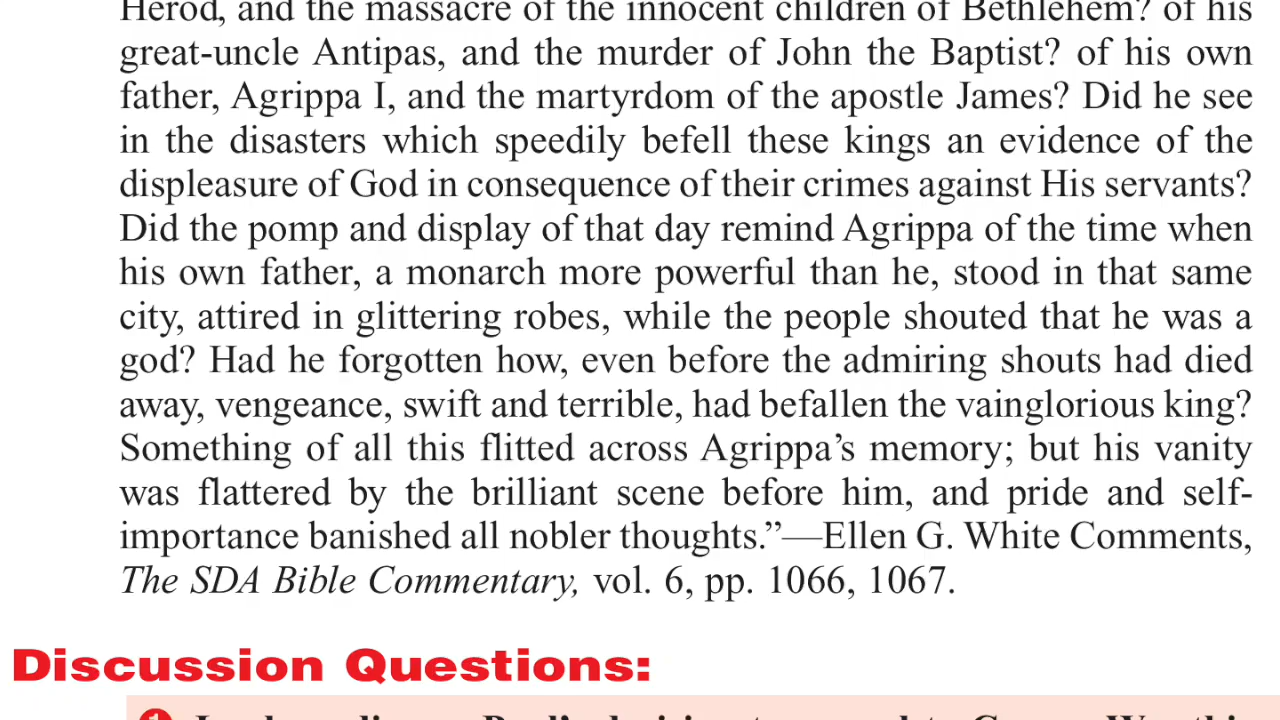 Herod, and the massacre of the innocent children of Bethlehem? of his
great-uncle Antipas, and the murder of John the Baptist? of his own
father, Agrippa I, and the martyrdom of the apostle James? Did he see
in the disasters which speedily befell these kings an evidence of the
displeasure of God in consequence of their crimes against His servants?
Did the pomp and display of that day remind Agrippa of the time when
his own father, a monarch more powerful than he, stood in that same
city, attired in glittering robes, while the people shouted that he was a
god? Had he forgotten how, even before the admiring shouts had died
away, vengeance, swift and terrible, had befallen the vainglorious king?
Something of all this flitted across Agrippa’s memory; but his vanity
was flattered by the brilliant scene before him, and pride and self-
importance banished all nobler thoughts.”—Ellen G. White Comments,
The SDA Bible Commentary, vol. 6, pp. 1066, 1067.
Discussion Questions: